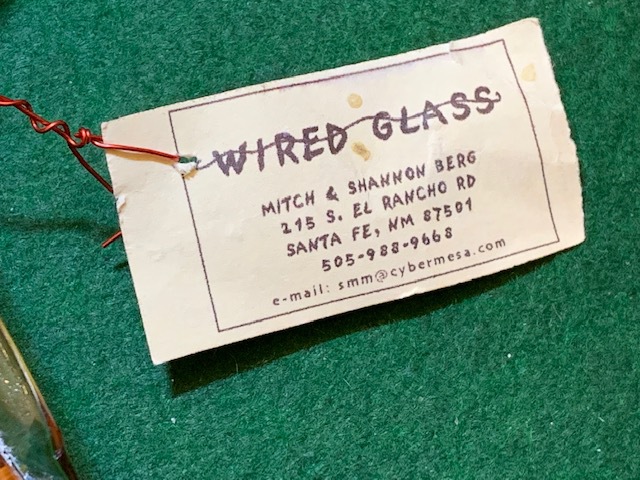 WIRED GLASS
MITCH & SHANNON BERG
215 S. EL RANCHO RD
SANTA FE, NM 87501
505-988-9668
e-mail: smm@cybermesa.com